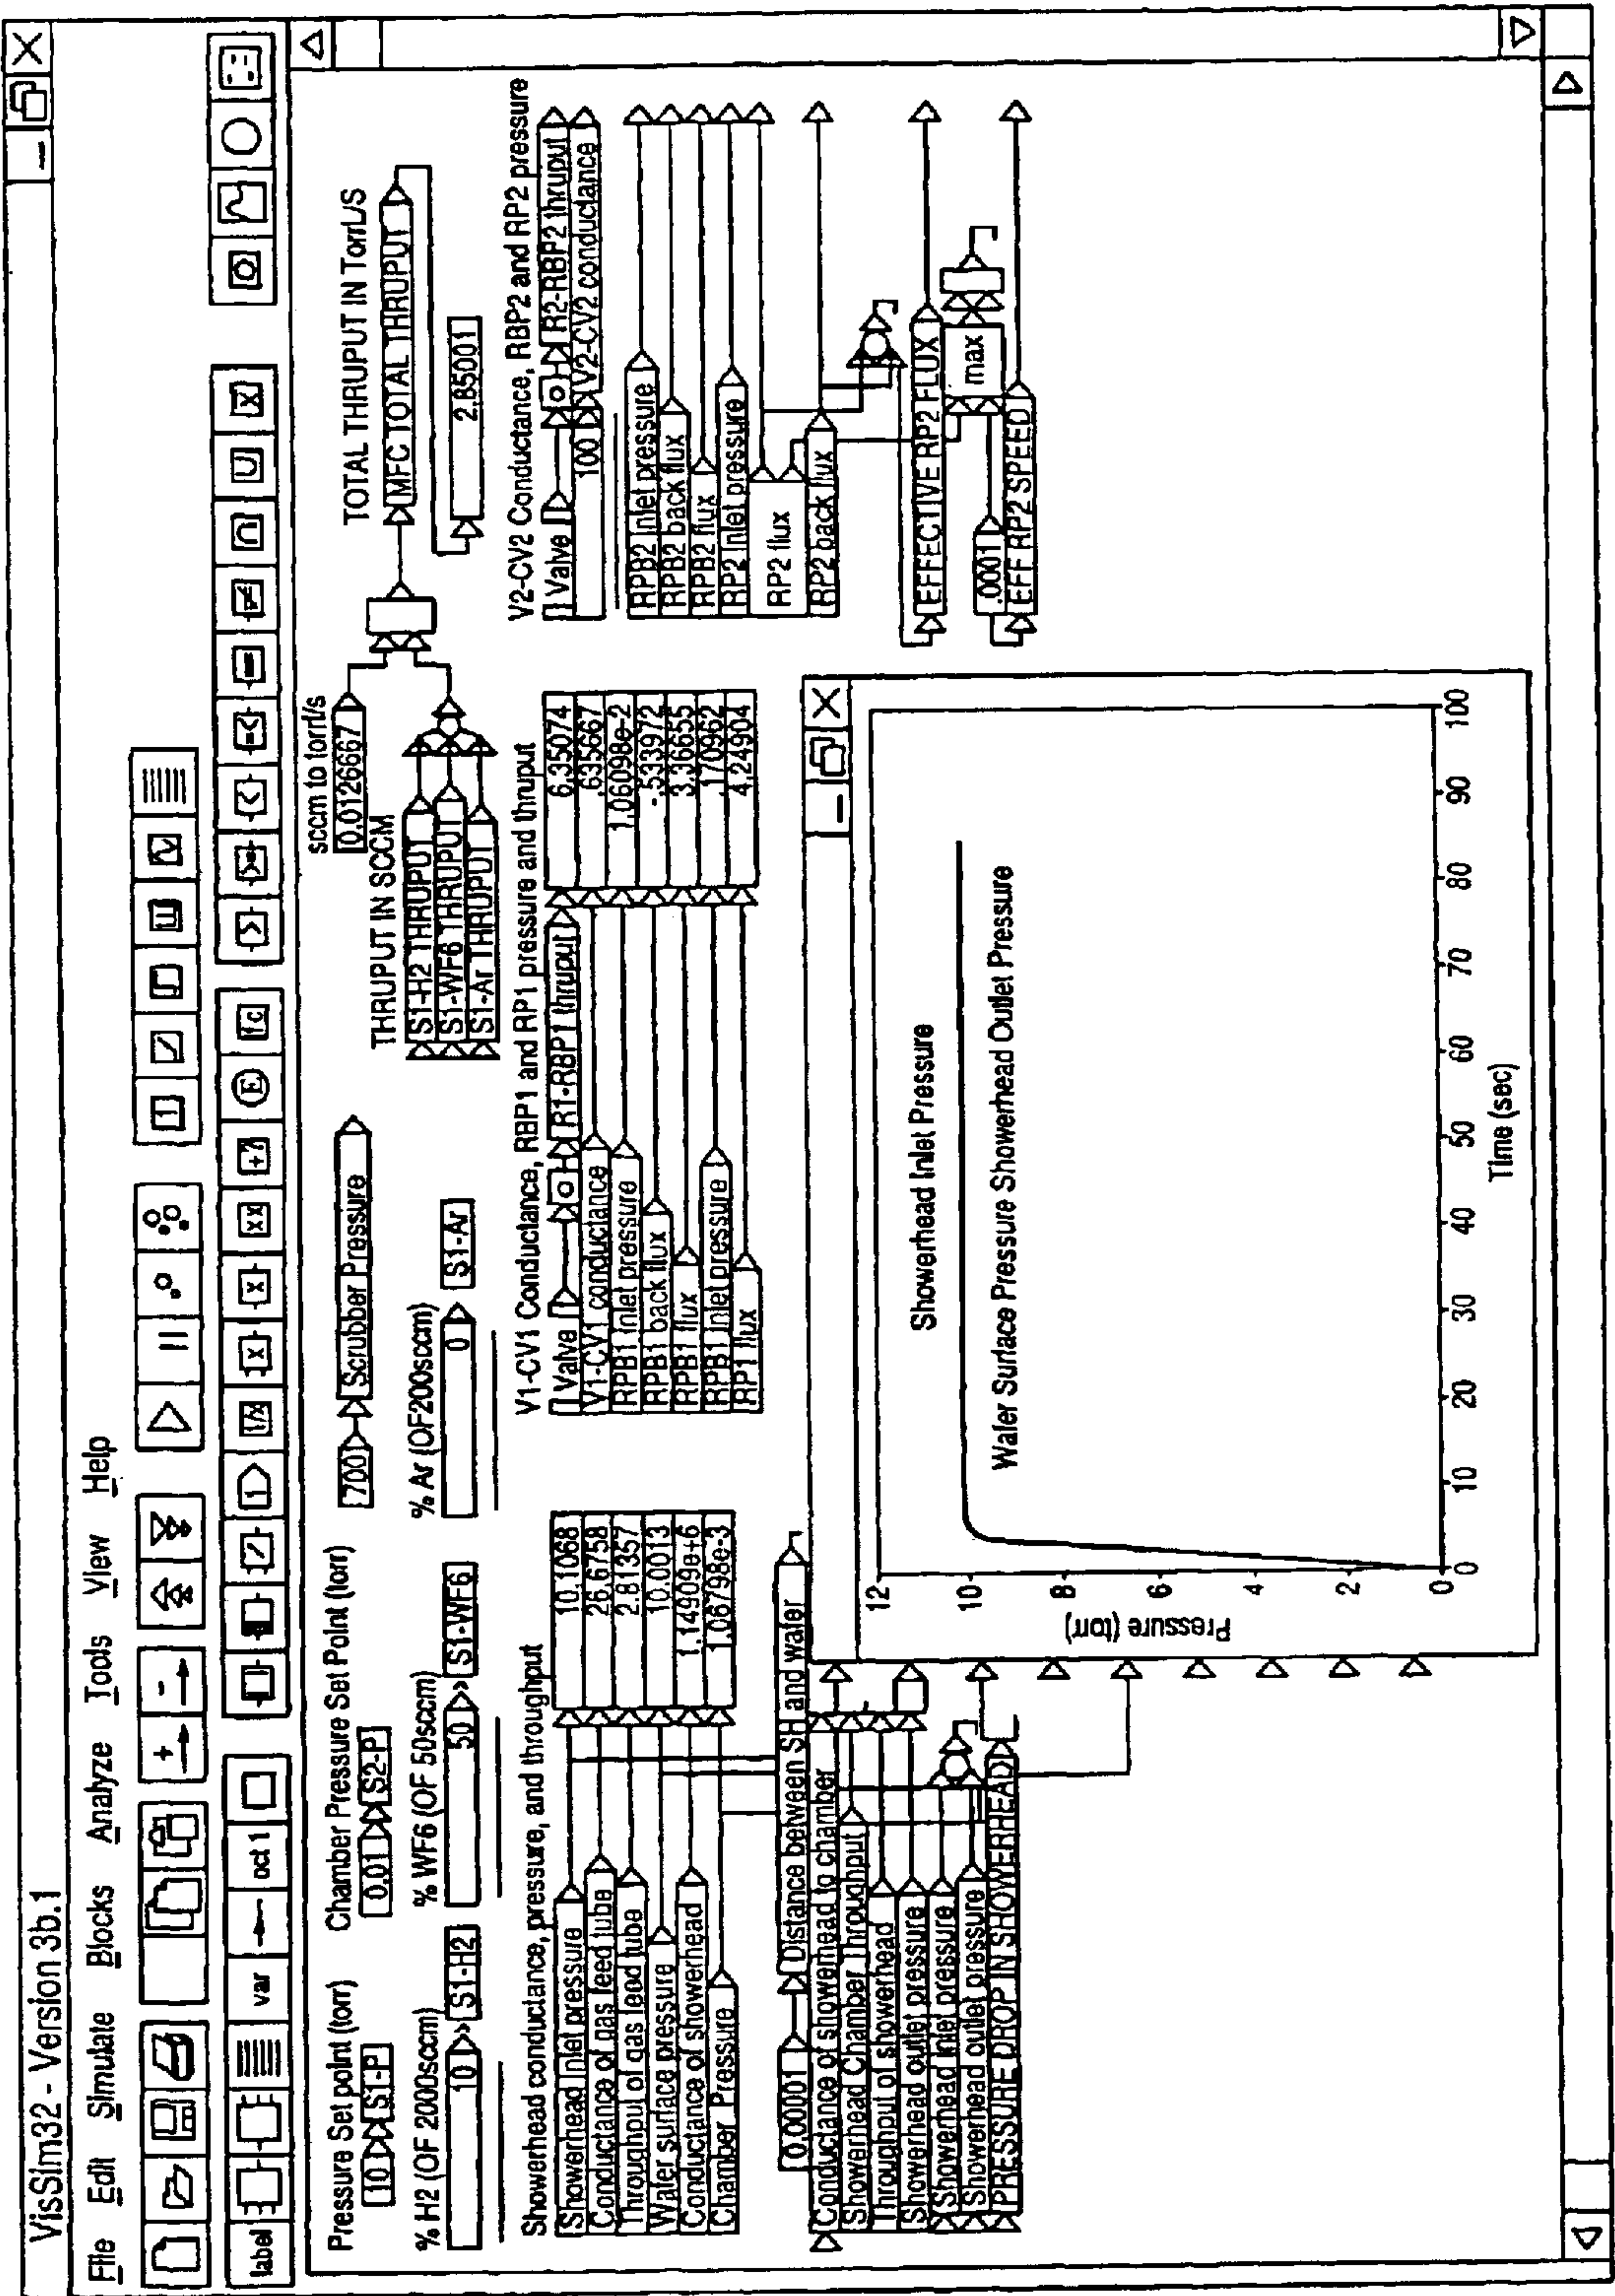 VisSim32 - Version 3b.1
File Edit Simulate Blocks Analyze Tools View Help
label
var
oct 1
1/X
x
x
xx
+?
E
fc
Pressure Set point (torr)
10
S1-P
Chamber Pressure Set Point (torr)
0.01
S2-P
700
Scrubber Pressure
% H2 (OF 2000sccm)
10
S1-H2
% WF6 (OF 50sccm)
50
S1-WF6
% Ar (OF200sccm)
0
S1-Ar
sccm to torrl/s
0.0126667
THRUPUT IN SCCM
S1-H2 THRUPUT
S1-WF6 THRUPUT
S1-Ar THRUPUT
TOTAL THRUPUT IN TorrL/S
MFC TOTAL THRUPUT
2.85001
Showerhead conductance, pressure, and throughput
Showerhead Inlet pressure
10.1068
Conductance of gas feed tube
26.6758
Throughput of gas feed tube
2.81357
Wafer surface pressure
10.0013
Conductance of showerhead
1.14909e+6
Chamber Pressure
1.06798e-3
0.00001
Distance between SH and wafer
Conductance of showerhead to chamber
Showerhead Chamber Throughput
Throughput of showerhead
Showerhead outlet pressure
Showerhead inlet pressure
Showerhead outlet pressure
PRESSURE DROP IN SHOWERHEAD
V1-CV1 Conductance, RBP1 and RP1 pressure and thruput
Valve
R1-RBP1 thruput
6.35074
V1-CV1 conductance
.635667
RPB1 inlet pressure
1.06098e-2
RPB1 back flux
-.533972
RPB1 flux
3.36655
RPB1 inlet pressure
.170962
RP1 flux
4.24904
V2-CV2 Conductance, RBP2 and RP2 pressure
Valve
R2-RBP2 thruput
100
V2-CV2 conductance
RPB2 inlet pressure
RPB2 back flux
RPB2 flux
RP2 inlet pressure
RP2 flux
RP2 back flux
EFFECTIVE RP2 FLUX
max
.0001
EFF RP2 SPEED
Showerhead Inlet Pressure
Wafer Surface Pressure Showerhead Outlet Pressure
Pressure (torr)
12
10
8
6
4
2
0
0 10 20 30 40 50 60 70 80 90 100
Time (sec)